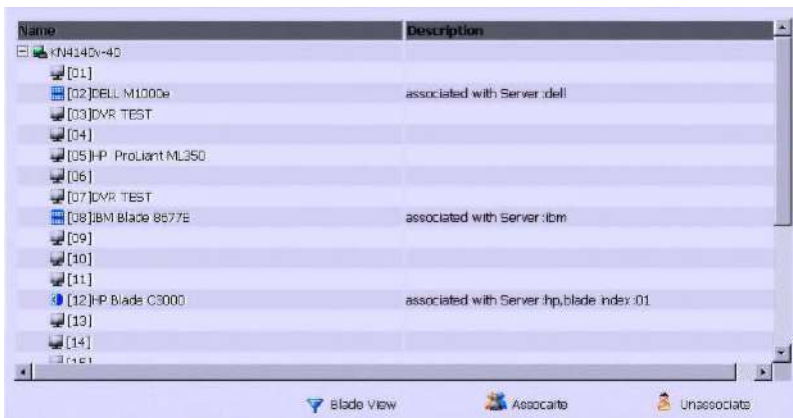 Name Description
KN4140v-40
[01]
[02]DELL M1000e associated with Server:dell
[03]DVR TEST
[04]
[05]HP ProLiant ML350
[06]
[07]DVR TEST
[08]IBM Blade 8677E associated with Server:ibm
[09]
[10]
[11]
[12]HP Blade C3000 associated with Server:hp,blade index:01
[13]
[14]
Blade View Assocaite Unassociate